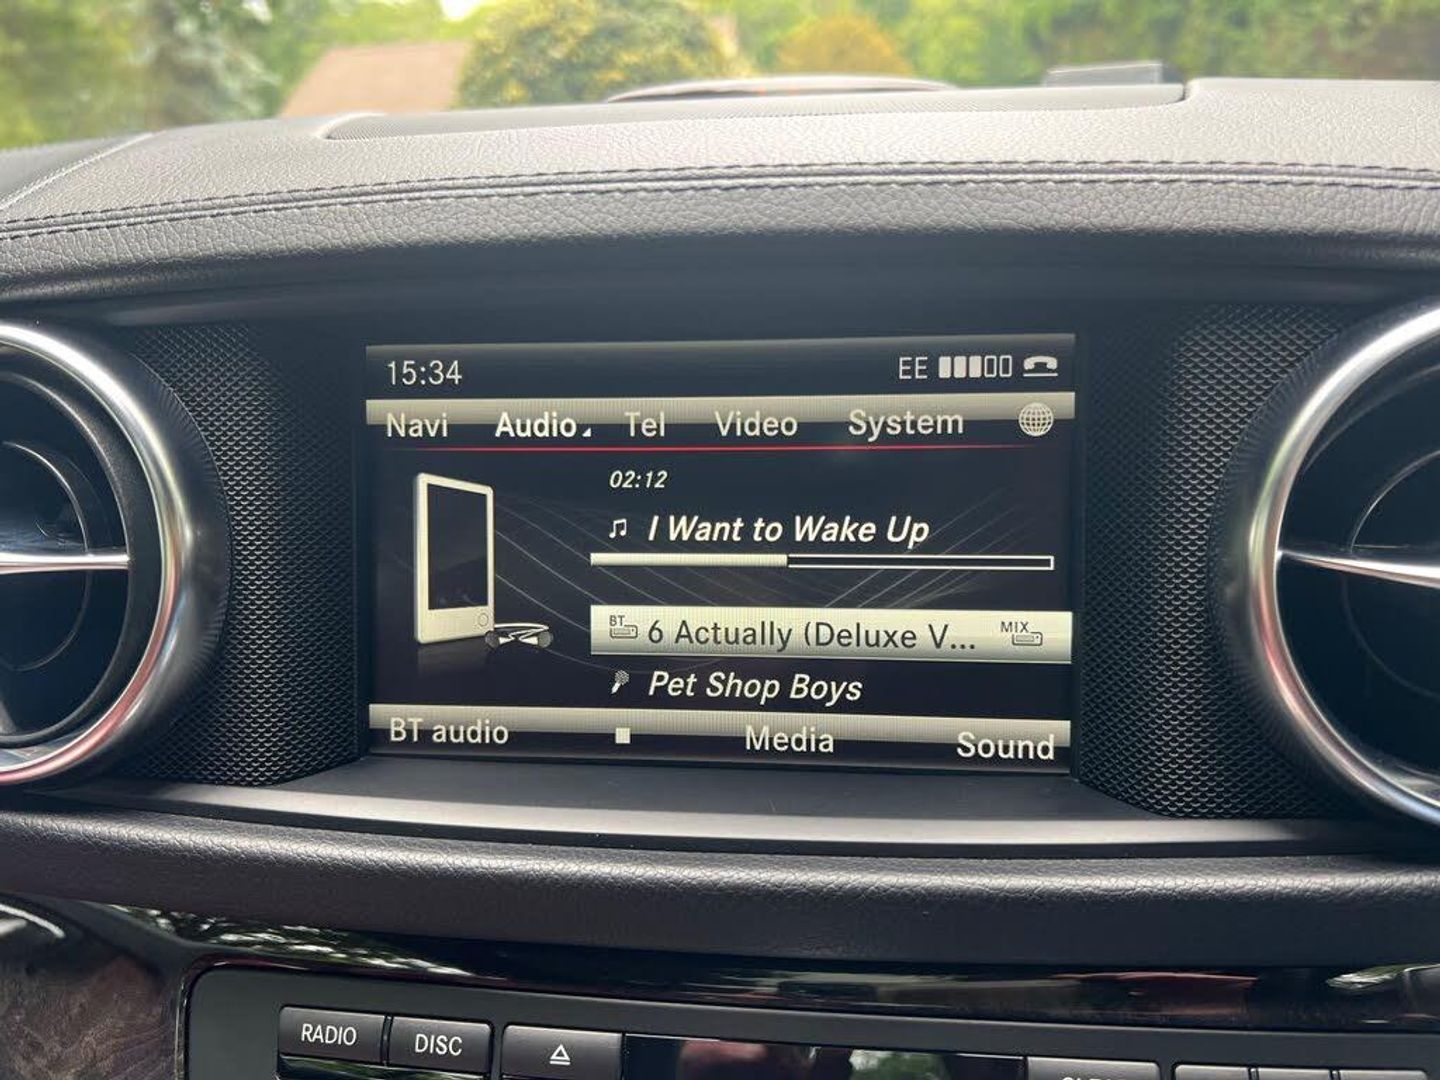 15:34 EE
Navi Audio Tel Video System
02:12
I Want to Wake Up
BT 6 Actually (Deluxe V... MIX
Pet Shop Boys
BT audio Media Sound
RADIO DISC